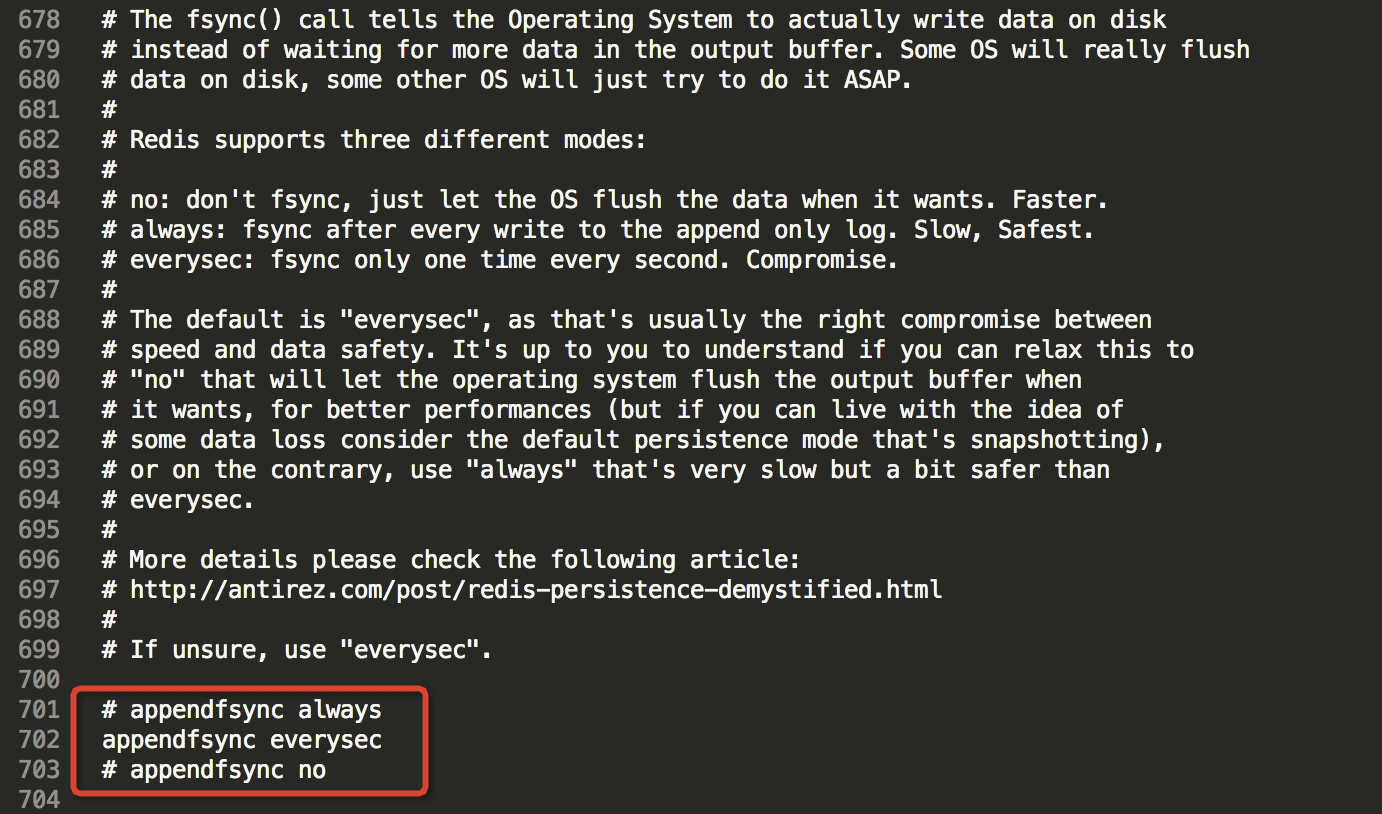 678 # The fsync() call tells the Operating System to actually write data on disk
679 # instead of waiting for more data in the output buffer. Some OS will really flush
680 # data on disk, some other OS will just try to do it ASAP.
681 #
682 # Redis supports three different modes:
683 #
684 # no: don't fsync, just let the OS flush the data when it wants. Faster.
685 # always: fsync after every write to the append only log. Slow, Safest.
686 # everysec: fsync only one time every second. Compromise.
687 #
688 # The default is "everysec", as that's usually the right compromise between
689 # speed and data safety. It's up to you to understand if you can relax this to
690 # "no" that will let the operating system flush the output buffer when
691 # it wants, for better performances (but if you can live with the idea of
692 # some data loss consider the default persistence mode that's snapshotting),
693 # or on the contrary, use "always" that's very slow but a bit safer than
694 # everysec.
695 #
696 # More details please check the following article:
697 # http://antirez.com/post/redis-persistence-demystified.html
698 #
699 # If unsure, use "everysec".
700
701 # appendfsync always
702 appendfsync everysec
703 # appendfsync no
704